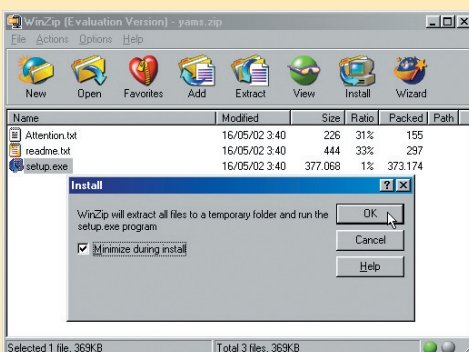 WinZip (Evaluation Version) - yams.zip
File Actions Options Help
New Open Favorites Add Extract View Install Wizard
Name Modified Size Ratio Packed Path
Attention.txt 16/05/02 3:40 226 31% 155
readme.txt 16/05/02 3:40 444 33% 297
setup.exe 16/05/02 3:40 377.068 1% 373.174
Install
WinZip will extract all files to a temporary folder and run the
setup.exe program
OK
Minimize during install
Cancel
Help
Selected 1 file, 369KB Total 3 files, 369KB